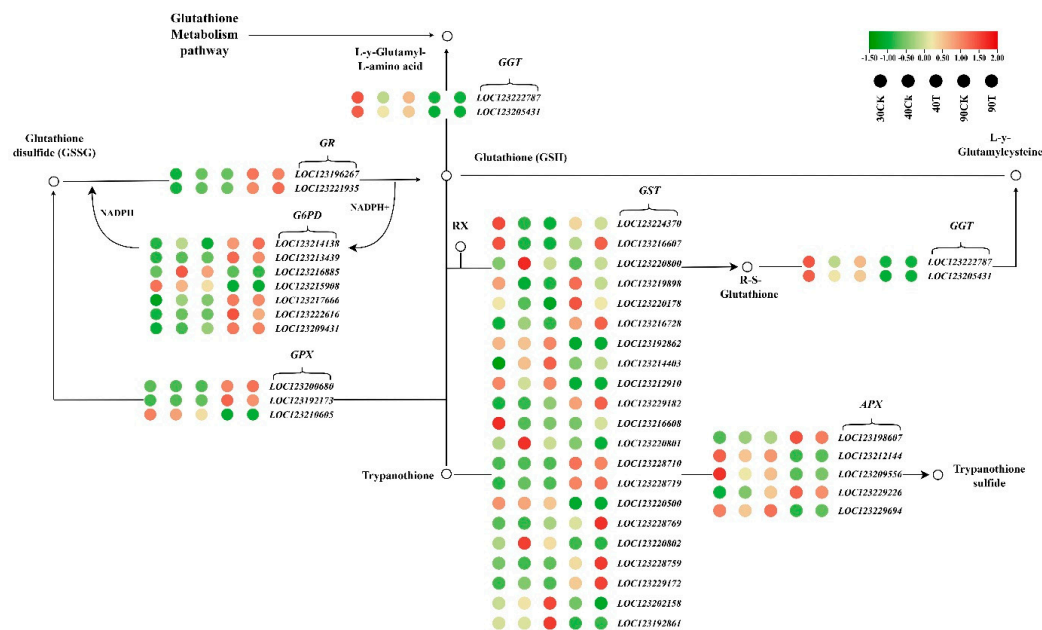 Glutathione
Metabolism
pathway
L-y-Glutamyl-
L-amino acid
GGT
LOC123222787
LOC123205431
-1.50 -1.00 -0.50 0.00 0.50 1.00 1.50 2.00
30CK
40Ck
40T
90CK
90T
Glutathione
disulfide (GSSG)
GR
LOC123196267
LOC123221935
NADPH
NADPH+
Glutathione (GSH)
L-y-
Glutamylcysteine
G6PD
LOC123214138
LOC123213439
LOC123216885
LOC123215908
LOC123217666
LOC123222616
LOC123209431
RX
GST
LOC123224370
LOC123216607
LOC123220800
LOC123219898
LOC123220178
LOC123216728
LOC123192862
LOC123214403
LOC123212910
LOC123229182
LOC123216608
LOC123220801
LOC123228710
LOC123228719
LOC123220500
LOC123228769
LOC123220802
LOC123228759
LOC123229172
LOC123202158
LOC123192861
R-S-
Glutathione
GGT
LOC123222787
LOC123205431
GPX
LOC123200680
LOC123192173
LOC123210605
Trypanothione
APX
LOC123198607
LOC123212144
LOC123209556
LOC123229226
LOC123229694
Trypanothione
sulfide